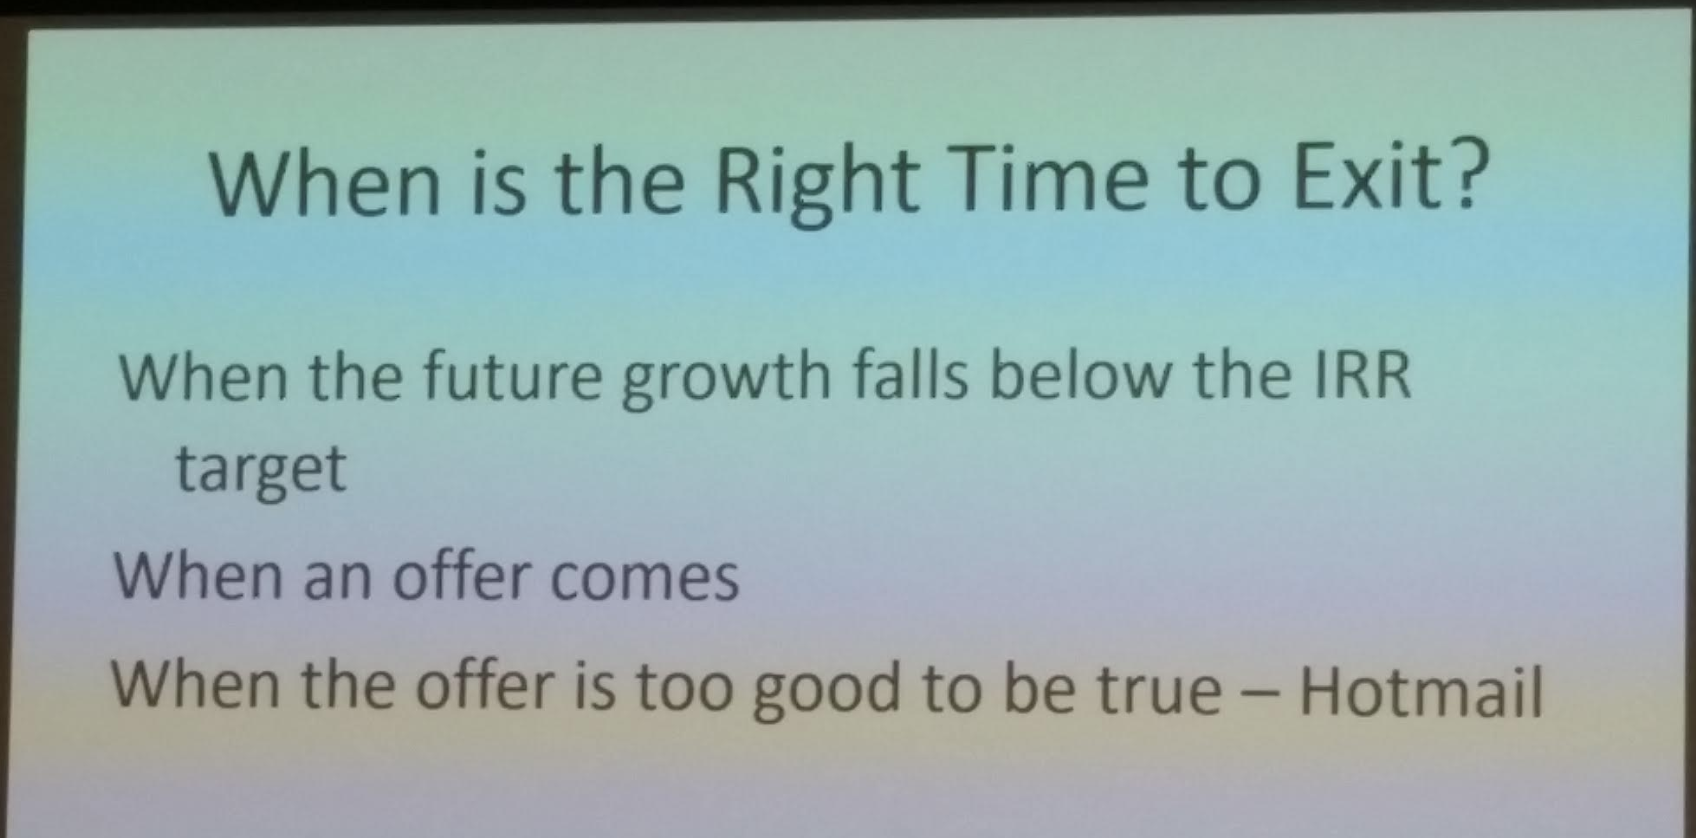 When is the Right Time to Exit?
When the future growth falls below the IRR
target
When an offer comes
When the offer is too good to be true – Hotmail